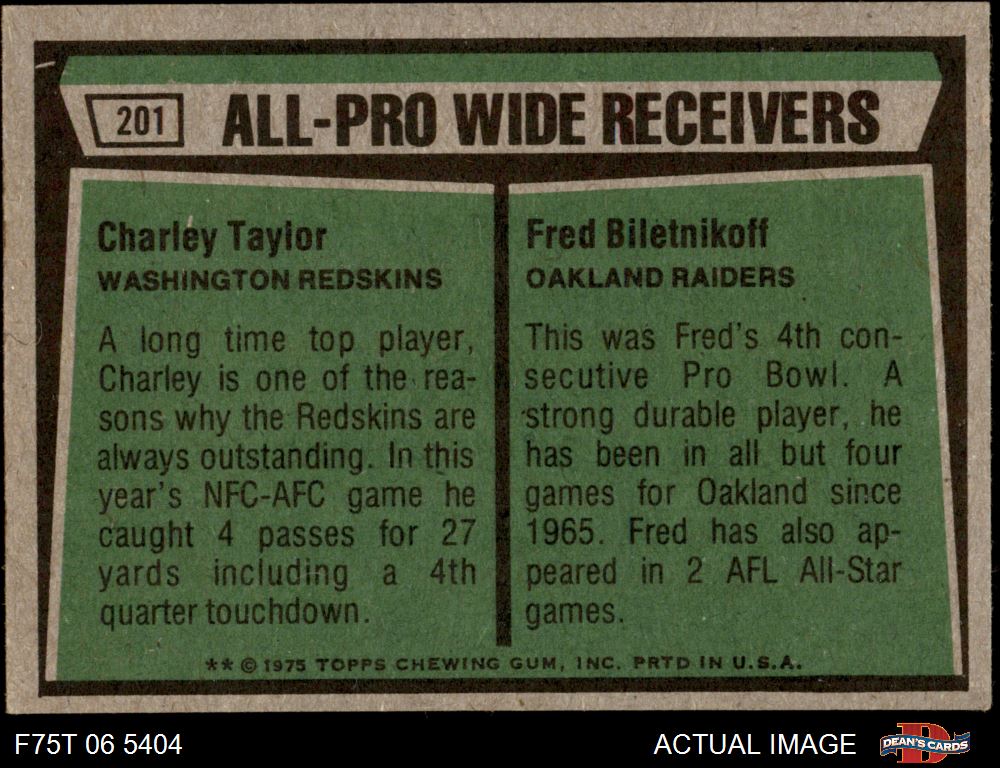 201 ALL-PRO WIDE RECEIVERS
Charley Taylor
WASHINGTON REDSKINS
A long time top player,
Charley is one of the rea-
sons why the Redskins are
always outstanding. In this
year's NFC-AFC game he
caught 4 passes for 27
yards including a 4th
quarter touchdown.
Fred Biletnikoff
OAKLAND RAIDERS
This was Fred's 4th con-
secutive Pro Bowl. A
strong durable player, he
has been in all but four
games for Oakland since
1965. Fred has also ap-
peared in 2 AFL All-Star
games.
** © 1975 TOPPS CHEWING GUM, INC. PRTD IN U.S.A.
F75T 06 5404
ACTUAL IMAGE
D
DEAN'S CARDS